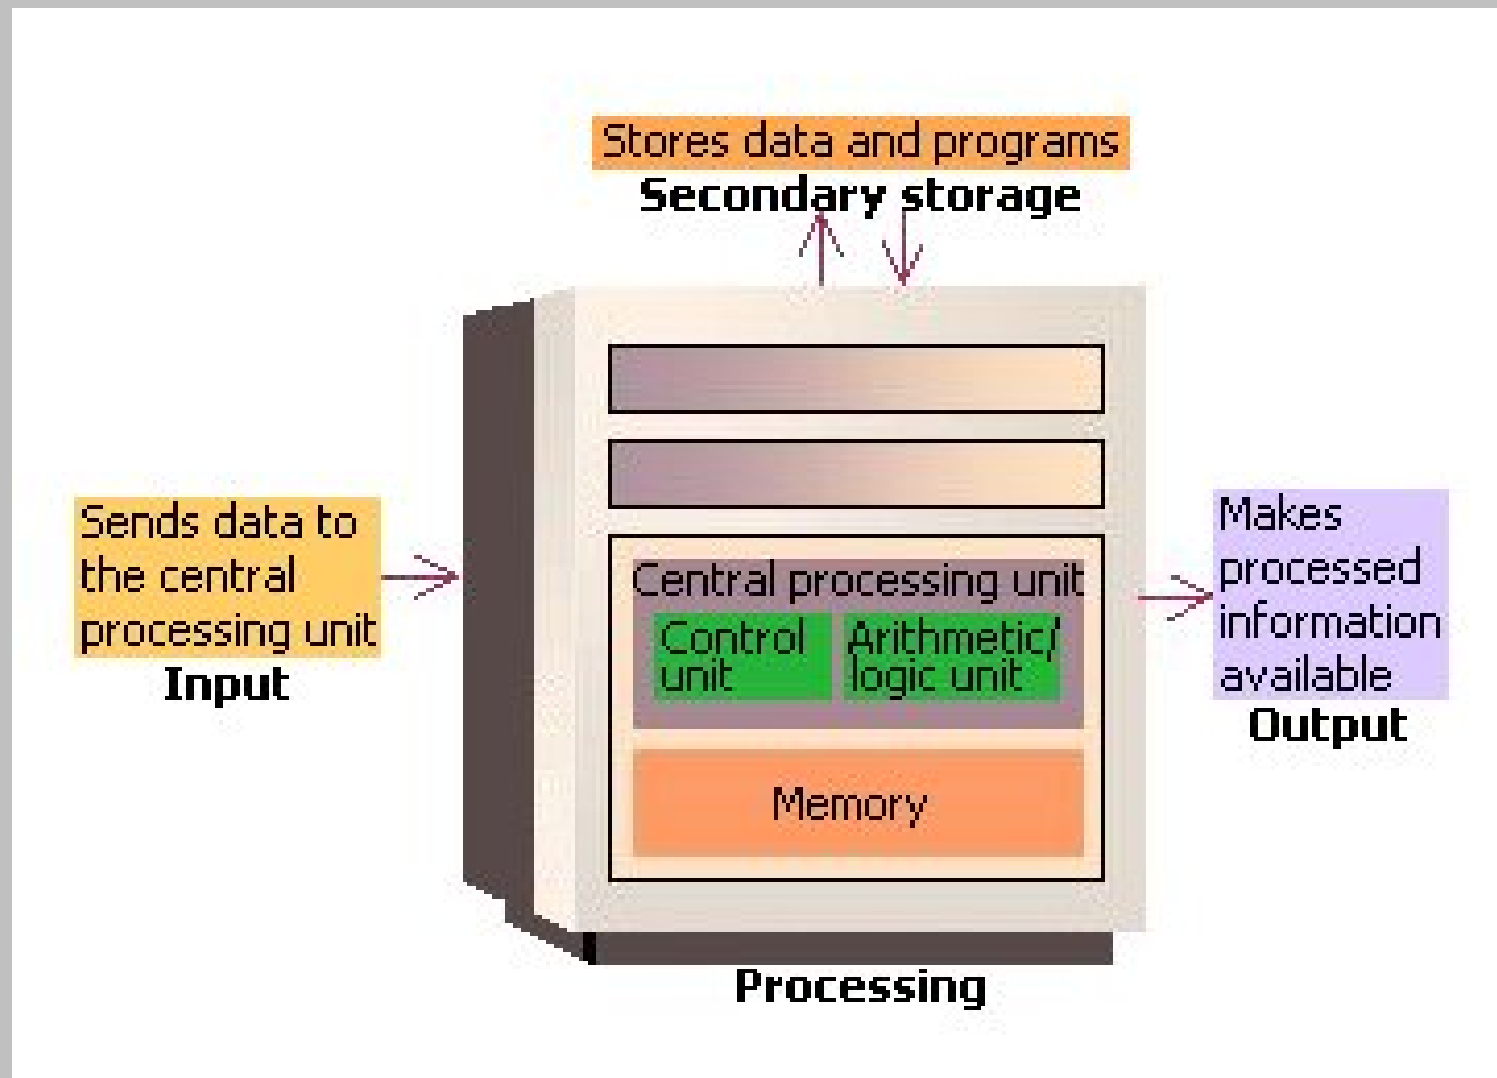 Stores data and programs
Secondary storage
Sends data to
the central
processing unit
Input
Central processing unit
Control
unit
Arithmetic/
logic unit
Memory
Makes
processed
information
available
Output
Processing